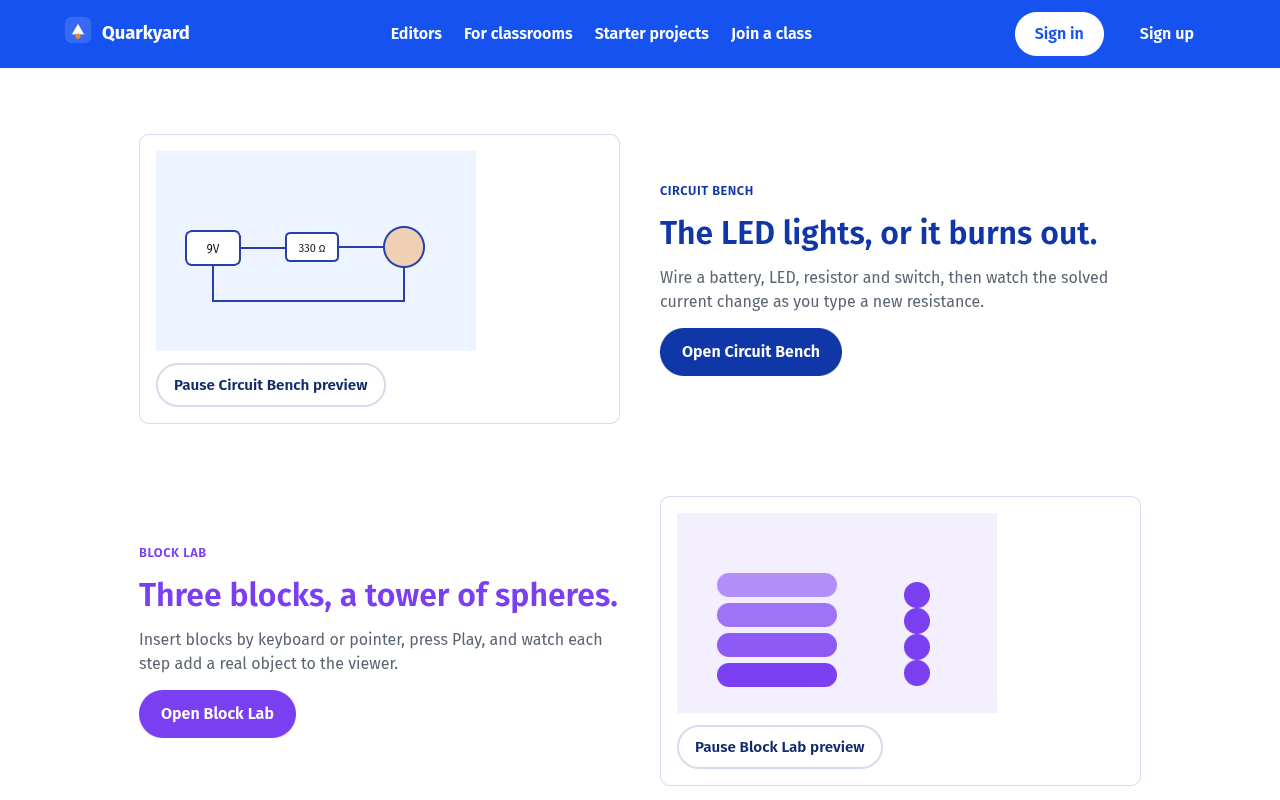 Quarkyard
Editors
For classrooms
Starter projects
Join a class
Sign in
Sign up
9V
330 Ω
Pause Circuit Bench preview
CIRCUIT BENCH
The LED lights, or it burns out.
Wire a battery, LED, resistor and switch, then watch the solved
current change as you type a new resistance.
Open Circuit Bench
BLOCK LAB
Three blocks, a tower of spheres.
Insert blocks by keyboard or pointer, press Play, and watch each
step add a real object to the viewer.
Open Block Lab
Pause Block Lab preview